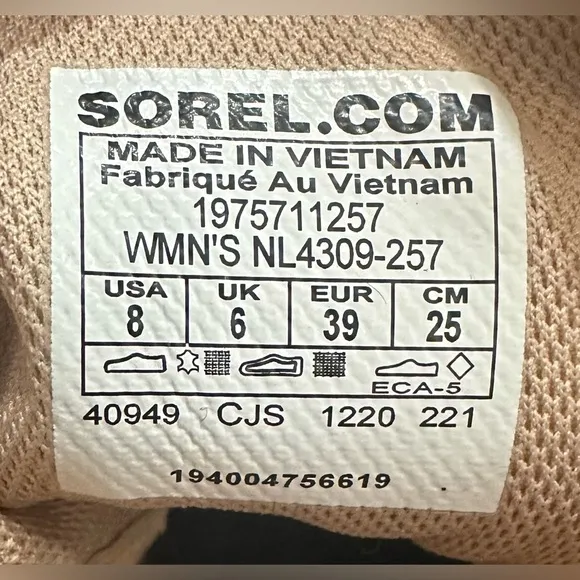 SOREL.COM
MADE IN VIETNAM
Fabriqué Au Vietnam
1975711257
WMN'S NL4309-257
USA UK EUR CM
8 6 39 25
ECA-5
40949 CJS 1220 221
194004756619